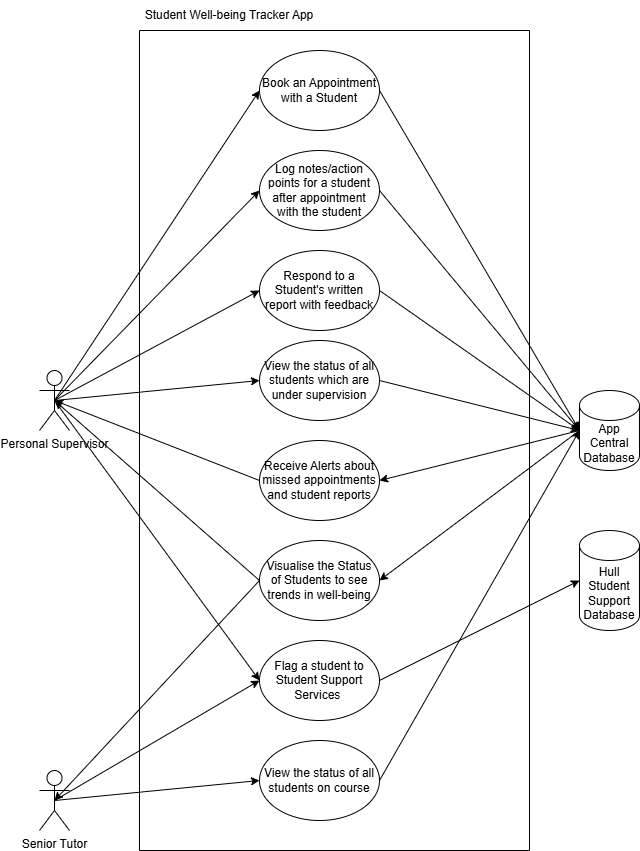 Student Well-being Tracker App
Book an Appointment
with a Student
Log notes/action
points for a student
after appointment
with the student
Respond to a
Student's written
report with feedback
View the status of all
students which are
under supervision
Personal Supervisor
App
Central
Database
Receive Alerts about
missed appointments
and student reports
Visualise the Status
of Students to see
trends in well-being
Hull
Student
Support
Database
Flag a student to
Student Support
Services
View the status of all
students on course
Senior Tutor